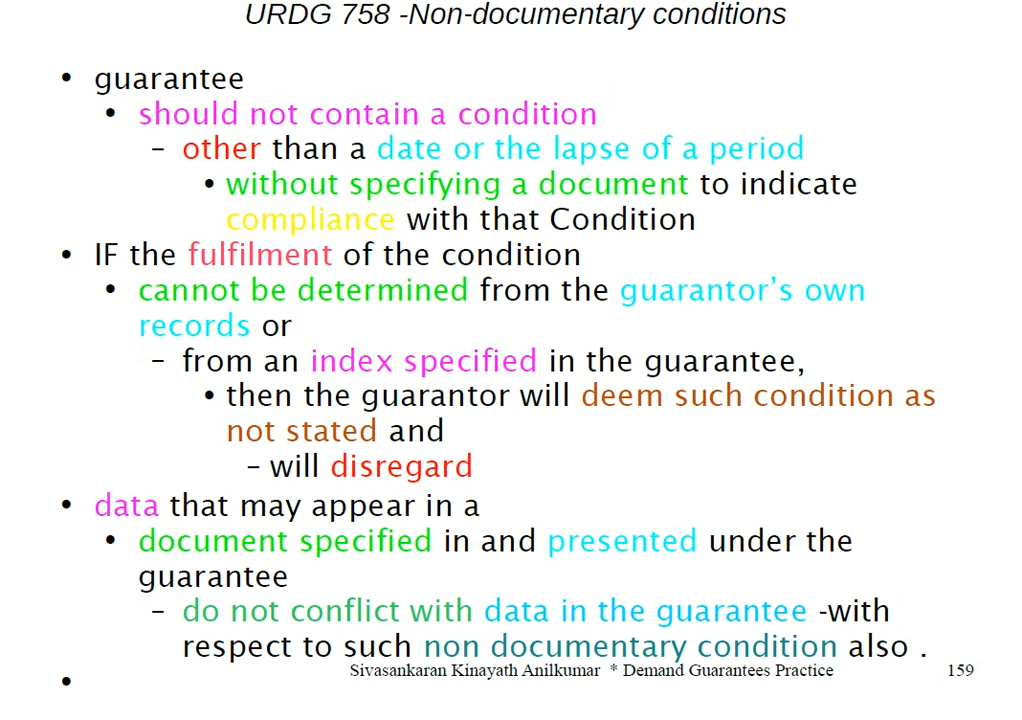 URDG 758 -Non-documentary conditions
• guarantee
• should not contain a condition
– other than a date or the lapse of a period
• without specifying a document to indicate
compliance with that Condition
• IF the fulfilment of the condition
• cannot be determined from the guarantor's own
records or
– from an index specified in the guarantee,
• then the guarantor will deem such condition as
not stated and
– will disregard
• data that may appear in a
• document specified in and presented under the
guarantee
– do not conflict with data in the guarantee -with
respect to such non documentary condition also .
Sivasankaran Kinayath Anilkumar * Demand Guarantees Practice 159
•